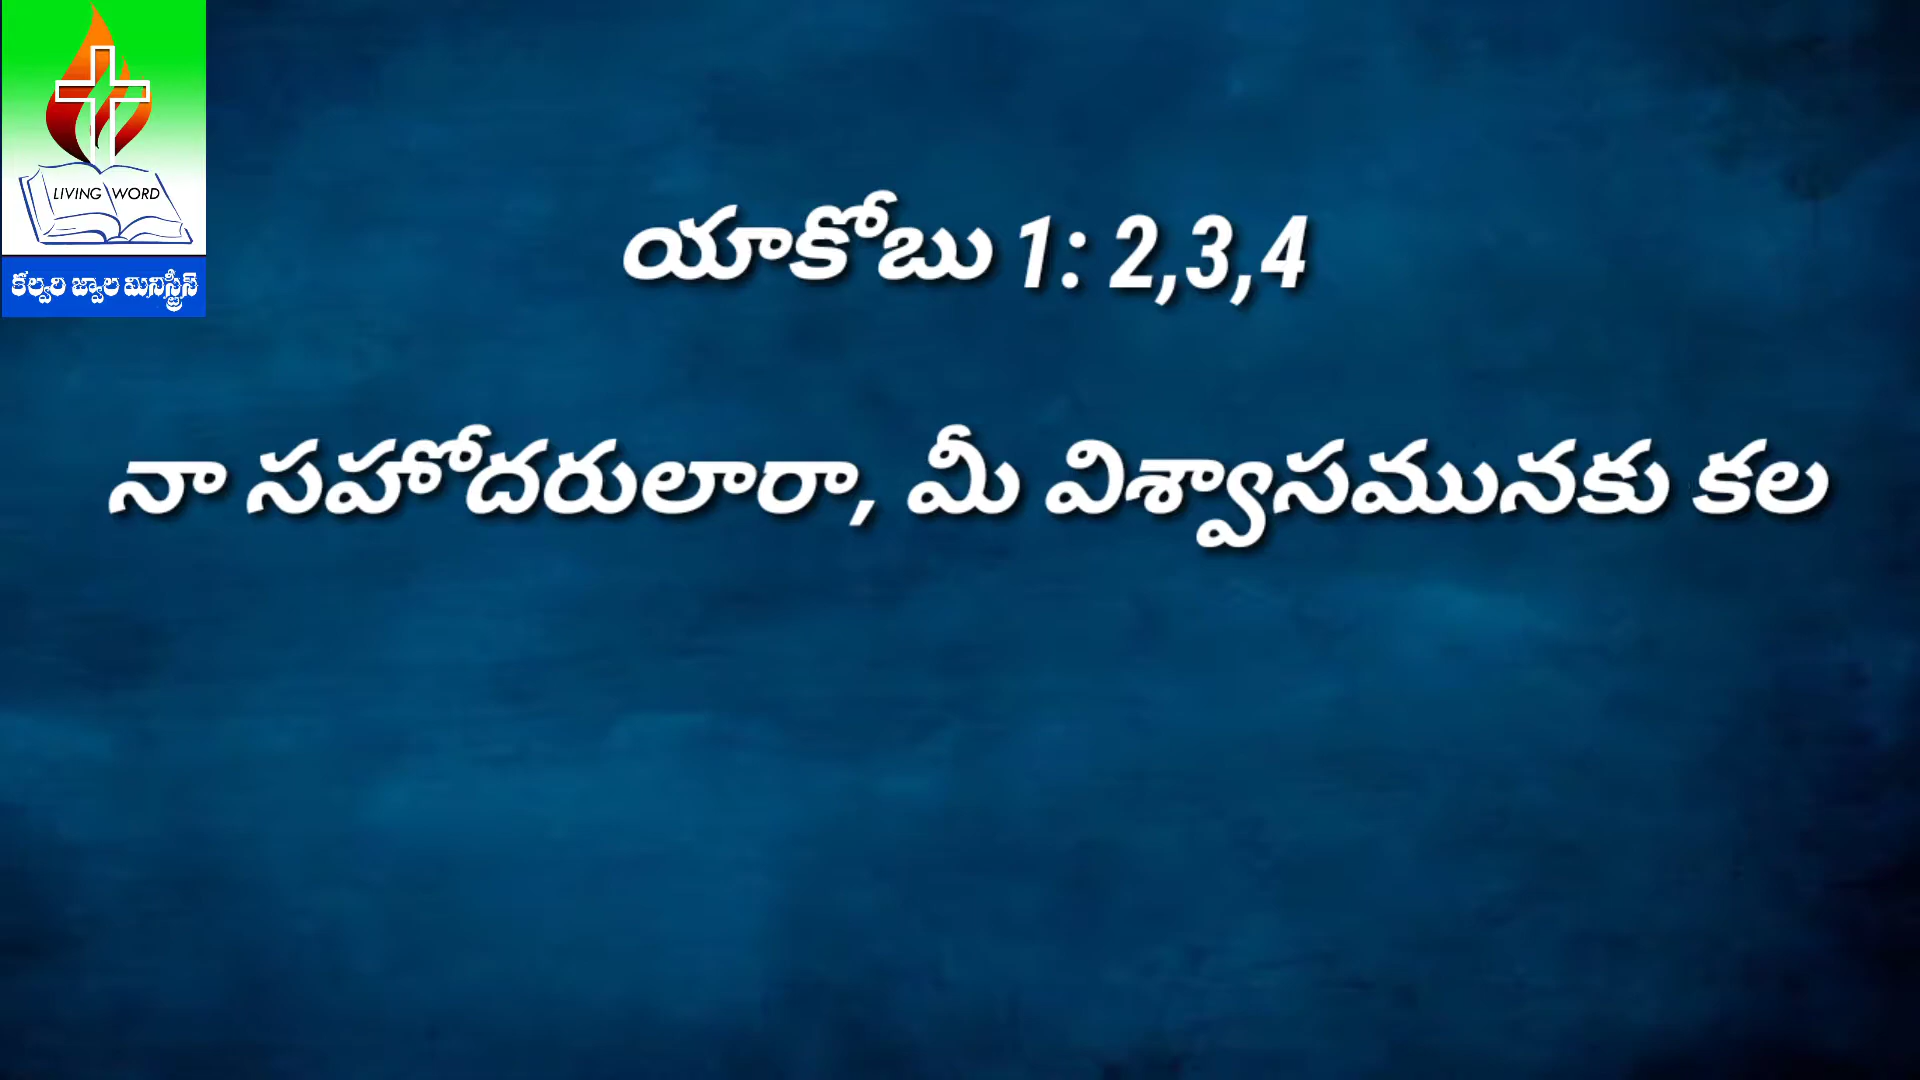 LIVING WORD
కల్వరి జ్వాల మినిస్ట్రీస్
యాకోబు 1: 2,3,4
నా సహోదరులారా, మీ విశ్వాసమునకు కల